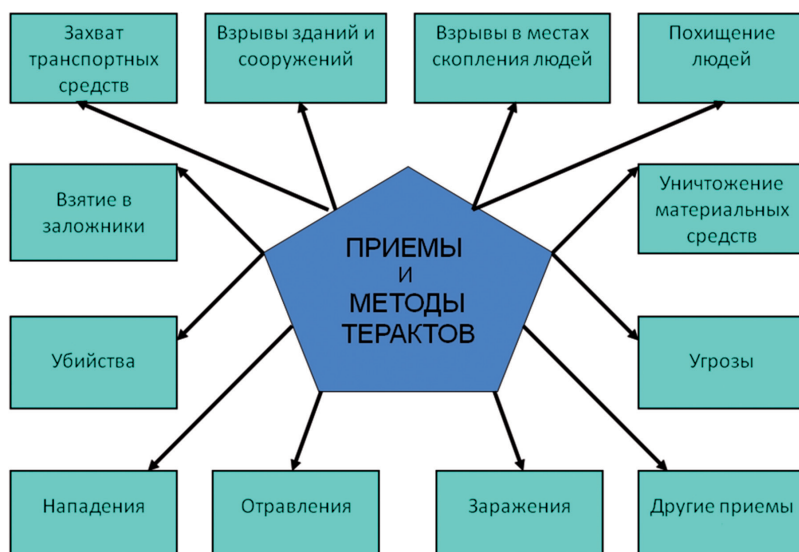 Захват
транспортных
средств
Взрывы зданий и
сооружений
Взрывы в местах
скопления людей
Похищение
людей
Взятие в
заложники
ПРИЕМЫ
И
МЕТОДЫ
ТЕРАКТОВ
Уничтожение
материальных
средств
Убийства
Угрозы
Нападения
Отравления
Заражения
Другие приемы